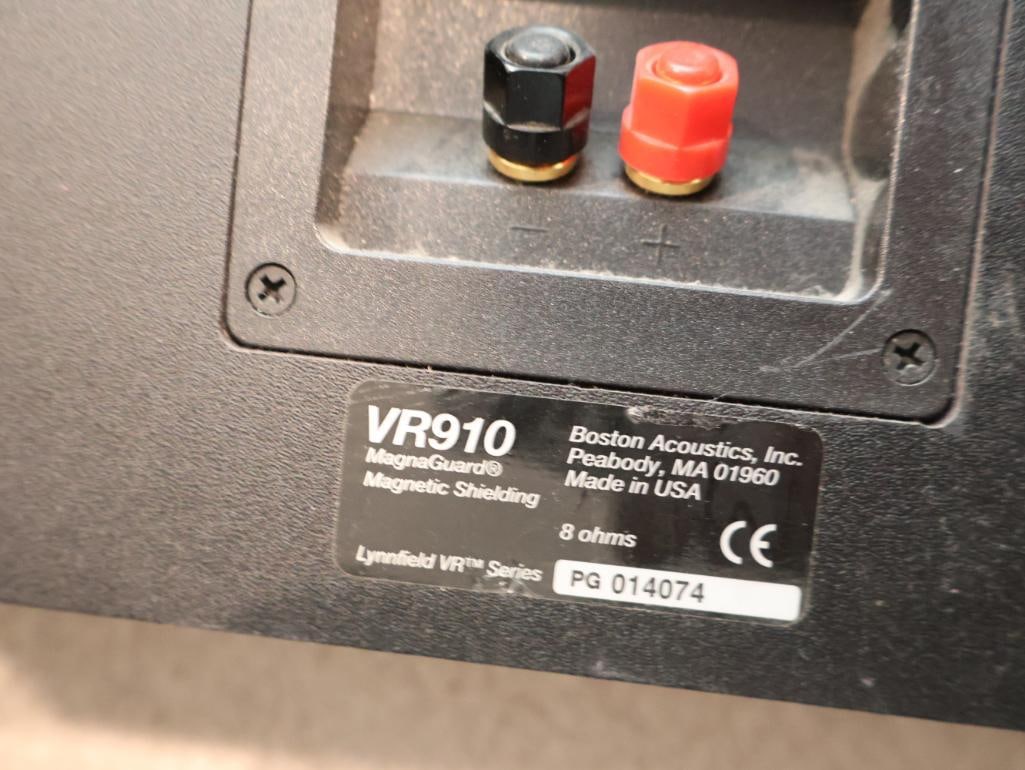 − +
VR910
MagnaGuard®
Magnetic Shielding
Boston Acoustics, Inc.
Peabody, MA 01960
Made in USA
8 ohms
CE
Lynnfield VR™ Series
PG 014074